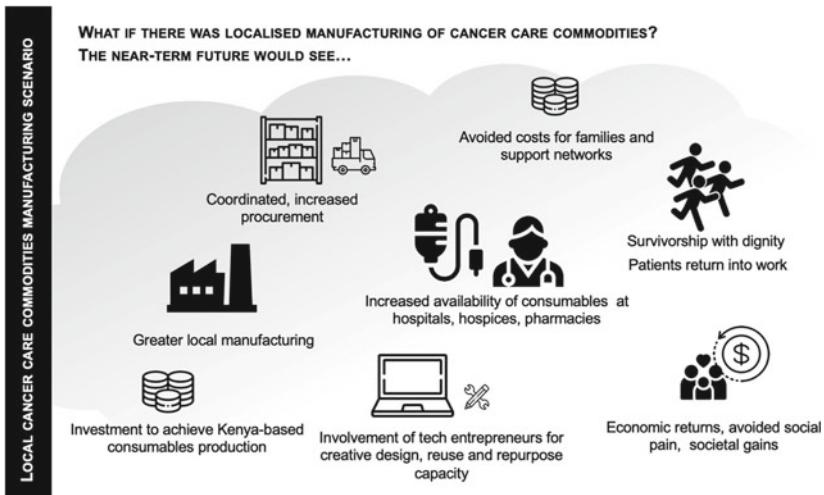 LOCAL CANCER CARE COMMODITIES MANUFACTURING SCENARIO
WHAT IF THERE WAS LOCALISED MANUFACTURING OF CANCER CARE COMMODITIES?
THE NEAR-TERM FUTURE WOULD SEE...
Avoided costs for families and
support networks
Coordinated, increased
procurement
Survivorship with dignity
Patients return into work
Increased availability of consumables at
hospitals, hospices, pharmacies
Greater local manufacturing
$
Investment to achieve Kenya-based
consumables production
Involvement of tech entrepreneurs for
creative design, reuse and repurpose
capacity
Economic returns, avoided social
pain, societal gains